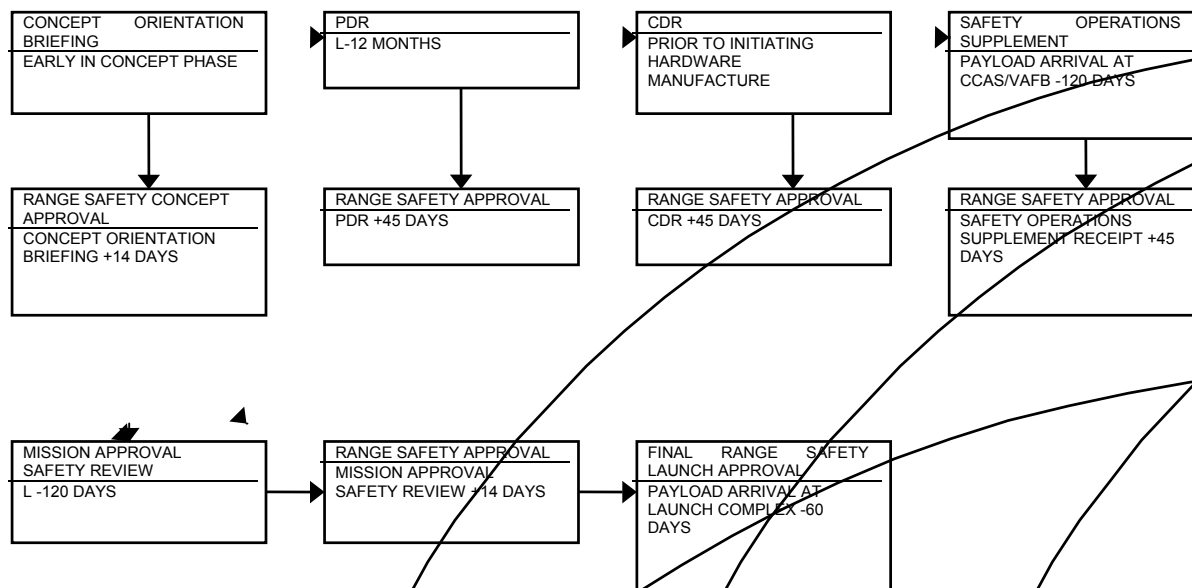 CONCEPT ORIENTATION
BRIEFING
EARLY IN CONCEPT PHASE
PDR
L-12 MONTHS
CDR
PRIOR TO INITIATING
HARDWARE
MANUFACTURE
SAFETY OPERATIONS
SUPPLEMENT
PAYLOAD ARRIVAL AT
CCAS/VAFB -120 DAYS
RANGE SAFETY CONCEPT
APPROVAL
CONCEPT ORIENTATION
BRIEFING +14 DAYS
RANGE SAFETY APPROVAL
PDR +45 DAYS
RANGE SAFETY APPROVAL
CDR +45 DAYS
RANGE SAFETY APPROVAL
SAFETY OPERATIONS
SUPPLEMENT RECEIPT +45
DAYS
MISSION APPROVAL
SAFETY REVIEW
L -120 DAYS
RANGE SAFETY APPROVAL
MISSION APPROVAL
SAFETY REVIEW +14 DAYS
FINAL RANGE SAFETY
LAUNCH APPROVAL
PAYLOAD ARRIVAL AT
LAUNCH COMPLEX -60
DAYS